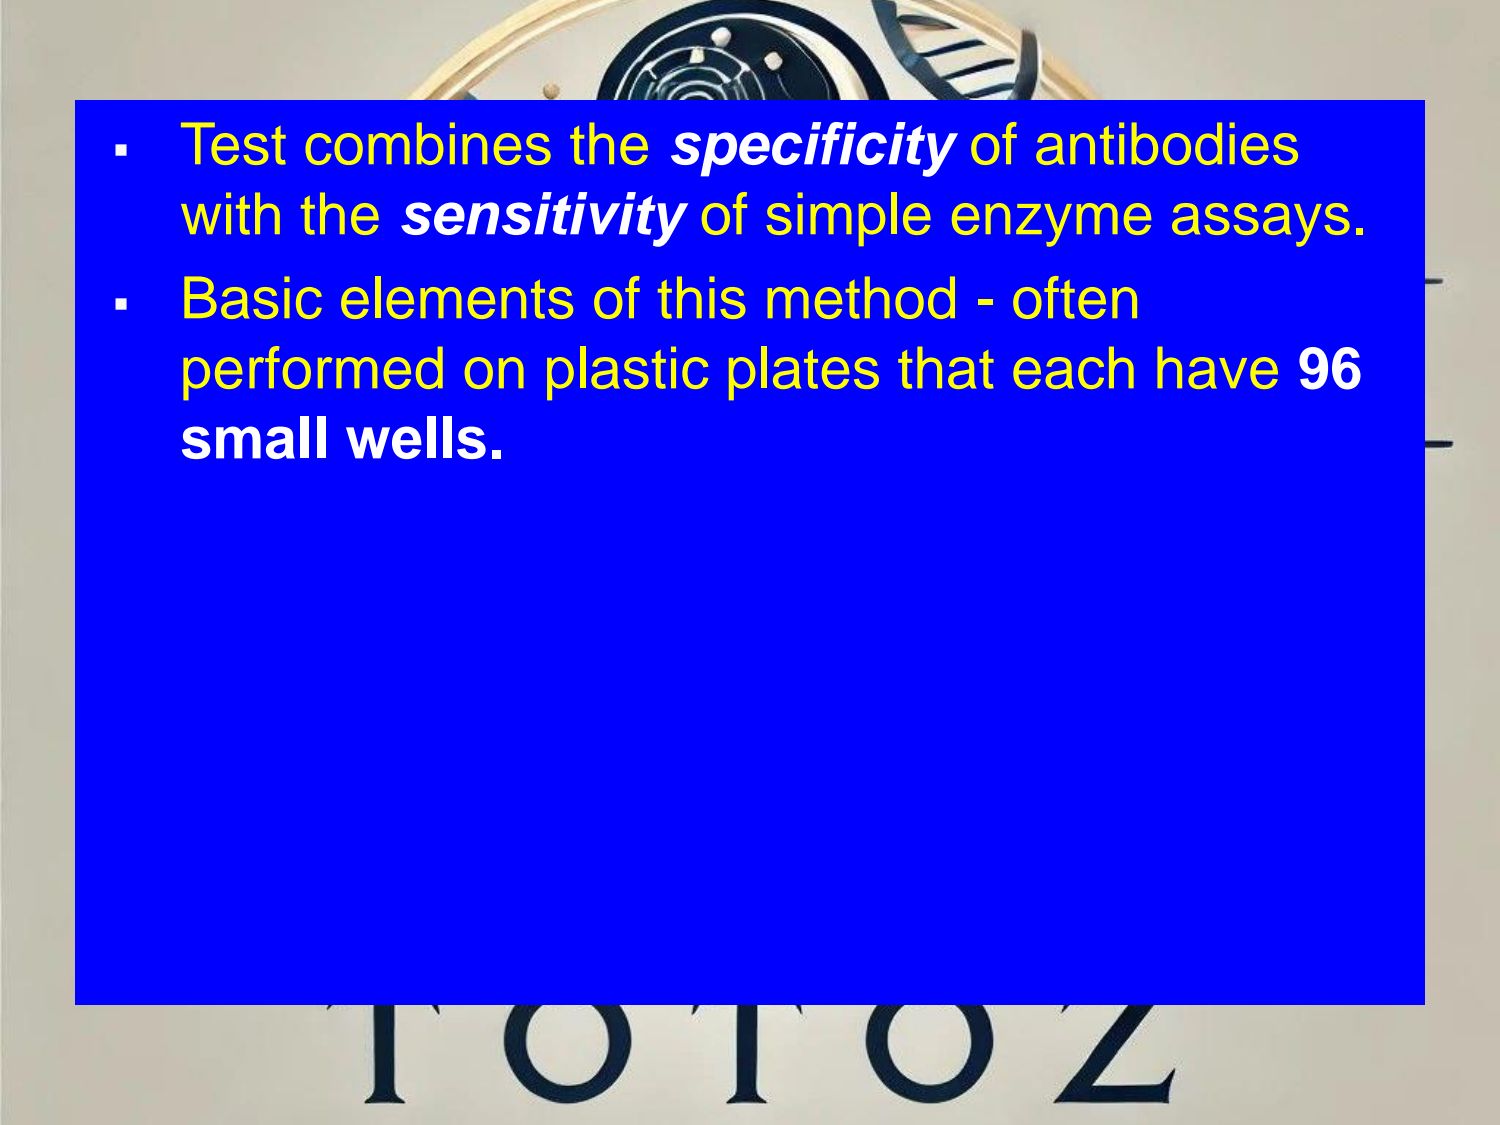 ▪ Test combines the specificity of antibodies
with the sensitivity of simple enzyme assays.
▪ Basic elements of this method - often
performed on plastic plates that each have 96
small wells.
TOTOZ